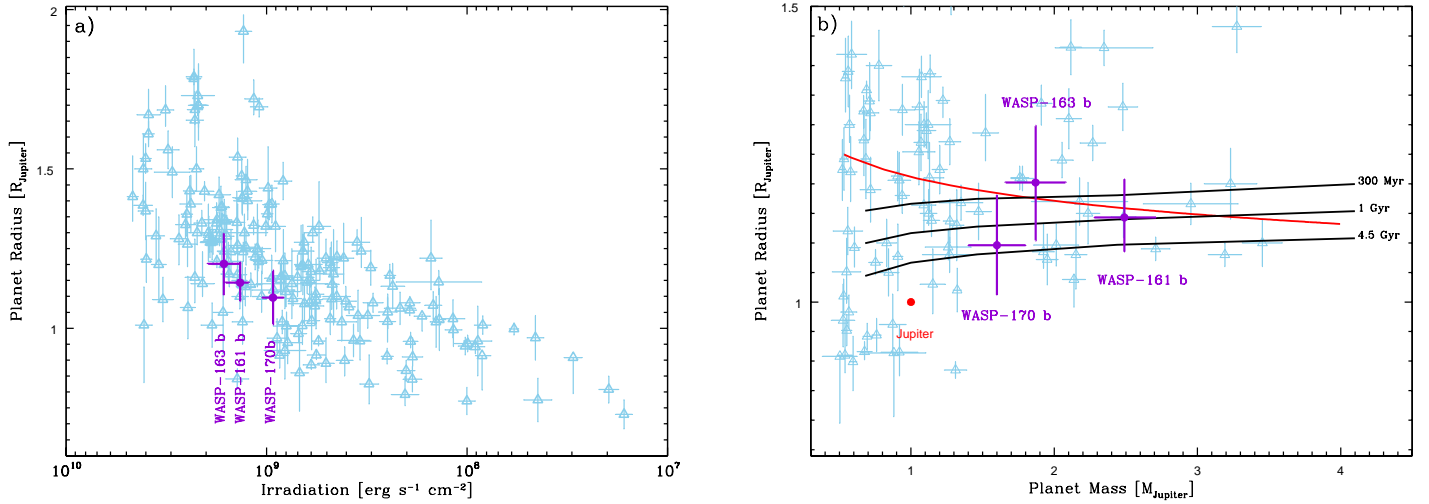 a)
2
1.5
1
Planet Radius [RJupiter]
WASP-163 b
WASP-161 b
WASP-170b
10^10
10^9
10^8
10^7
Irradiation [erg s^-1 cm^-2]
b)
1.5
1
Planet Radius [RJupiter]
WASP-163 b
300 Myr
1 Gyr
4.5 Gyr
WASP-161 b
WASP-170 b
Jupiter
1
2
3
4
Planet Mass [MJupiter]